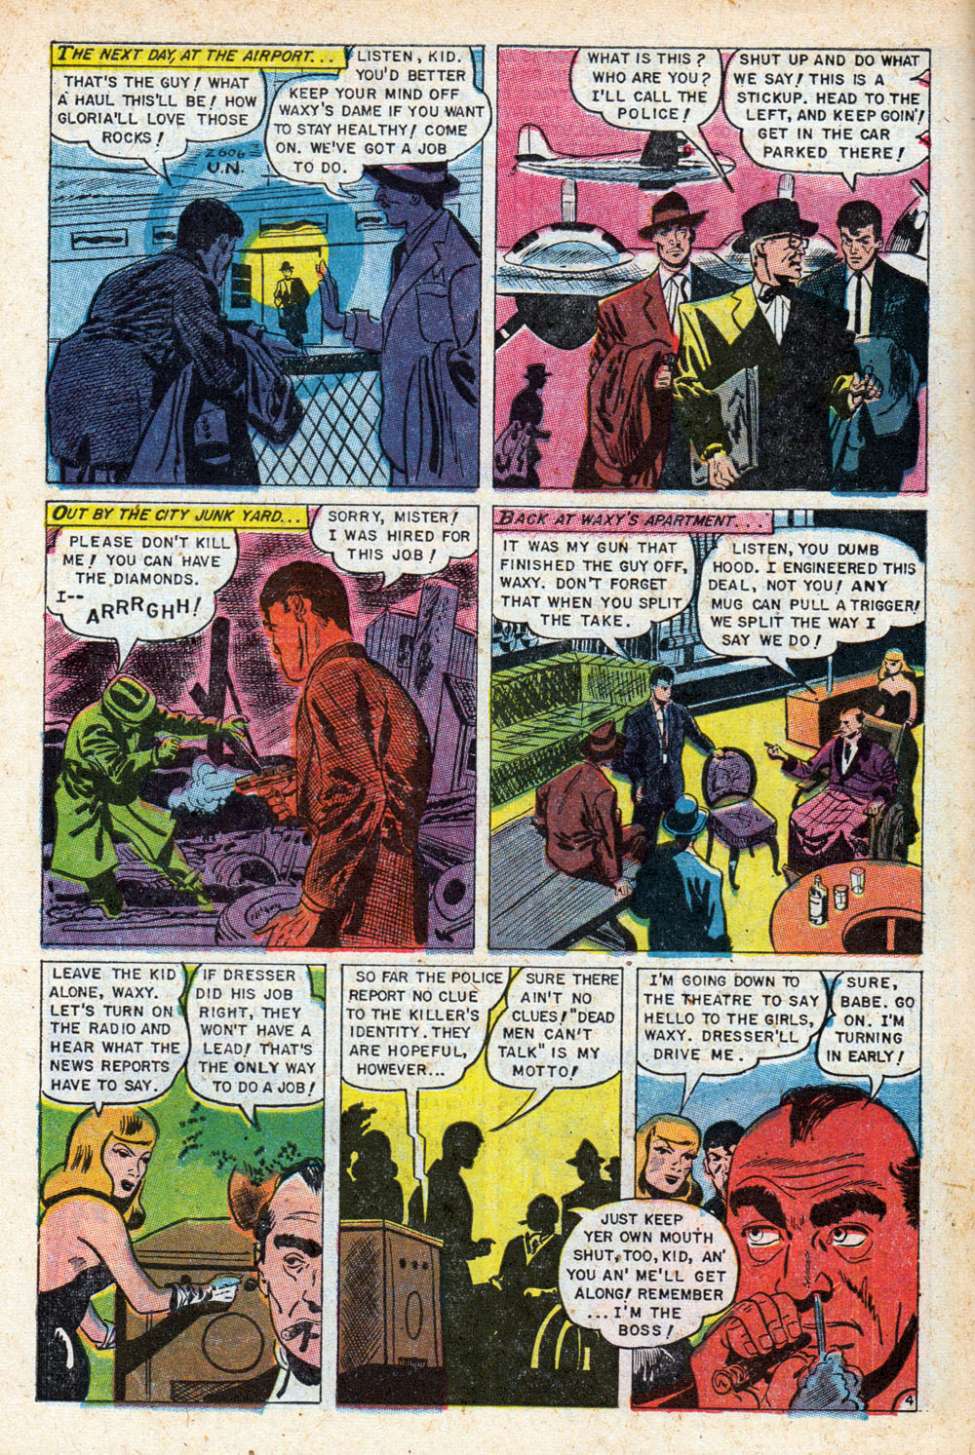 THE NEXT DAY, AT THE AIRPORT...
THAT'S THE GUY! WHAT
A HAUL THIS'LL BE! HOW
GLORIA'LL LOVE THOSE
ROCKS!
LISTEN, KID.
YOU'D BETTER
KEEP YOUR MIND OFF
WAXY'S DAME IF YOU WANT
TO STAY HEALTHY! COME
ON. WE'VE GOT A JOB
TO DO.
2606
U.N.
WHAT IS THIS?
WHO ARE YOU?
I'LL CALL THE
POLICE!
SHUT UP AND DO WHAT
WE SAY! THIS IS A
STICKUP. HEAD TO THE
LEFT, AND KEEP GOIN'!
GET IN THE CAR
PARKED THERE!
OUT BY THE CITY JUNK YARD...
PLEASE DON'T KILL
ME! YOU CAN HAVE
THE DIAMONDS.
I--
ARRRGHH!
SORRY, MISTER!
I WAS HIRED FOR
THIS JOB!
BACK AT WAXY'S APARTMENT....
IT WAS MY GUN THAT
FINISHED THE GUY OFF,
WAXY. DON'T FORGET
THAT WHEN YOU SPLIT
THE TAKE.
LISTEN, YOU DUMB
HOOD. I ENGINEERED THIS
DEAL, NOT YOU! ANY
MUG CAN PULL A TRIGGER!
WE SPLIT THE WAY I
SAY WE DO!
LEAVE THE KID
ALONE, WAXY.
LET'S TURN ON
THE RADIO AND
HEAR WHAT THE
NEWS REPORTS
HAVE TO SAY.
IF DRESSER
DID HIS JOB
RIGHT, THEY
WON'T HAVE A
LEAD! THAT'S
THE ONLY WAY
TO DO A JOB!
SO FAR THE POLICE
REPORT NO CLUE
TO THE KILLER'S
IDENTITY. THEY
ARE HOPEFUL,
HOWEVER...
SURE THERE
AIN'T NO
CLUES! "DEAD
MEN CAN'T
TALK" IS MY
MOTTO!
I'M GOING DOWN TO
THE THEATRE TO SAY
HELLO TO THE GIRLS,
WAXY. DRESSER'LL
DRIVE ME.
SURE,
BABE. GO
ON. I'M
TURNING
IN EARLY!
JUST KEEP
YER OWN MOUTH
SHUT, TOO, KID, AN'
YOU AN' ME'LL GET
ALONG! REMEMBER
...I'M THE
BOSS!
4